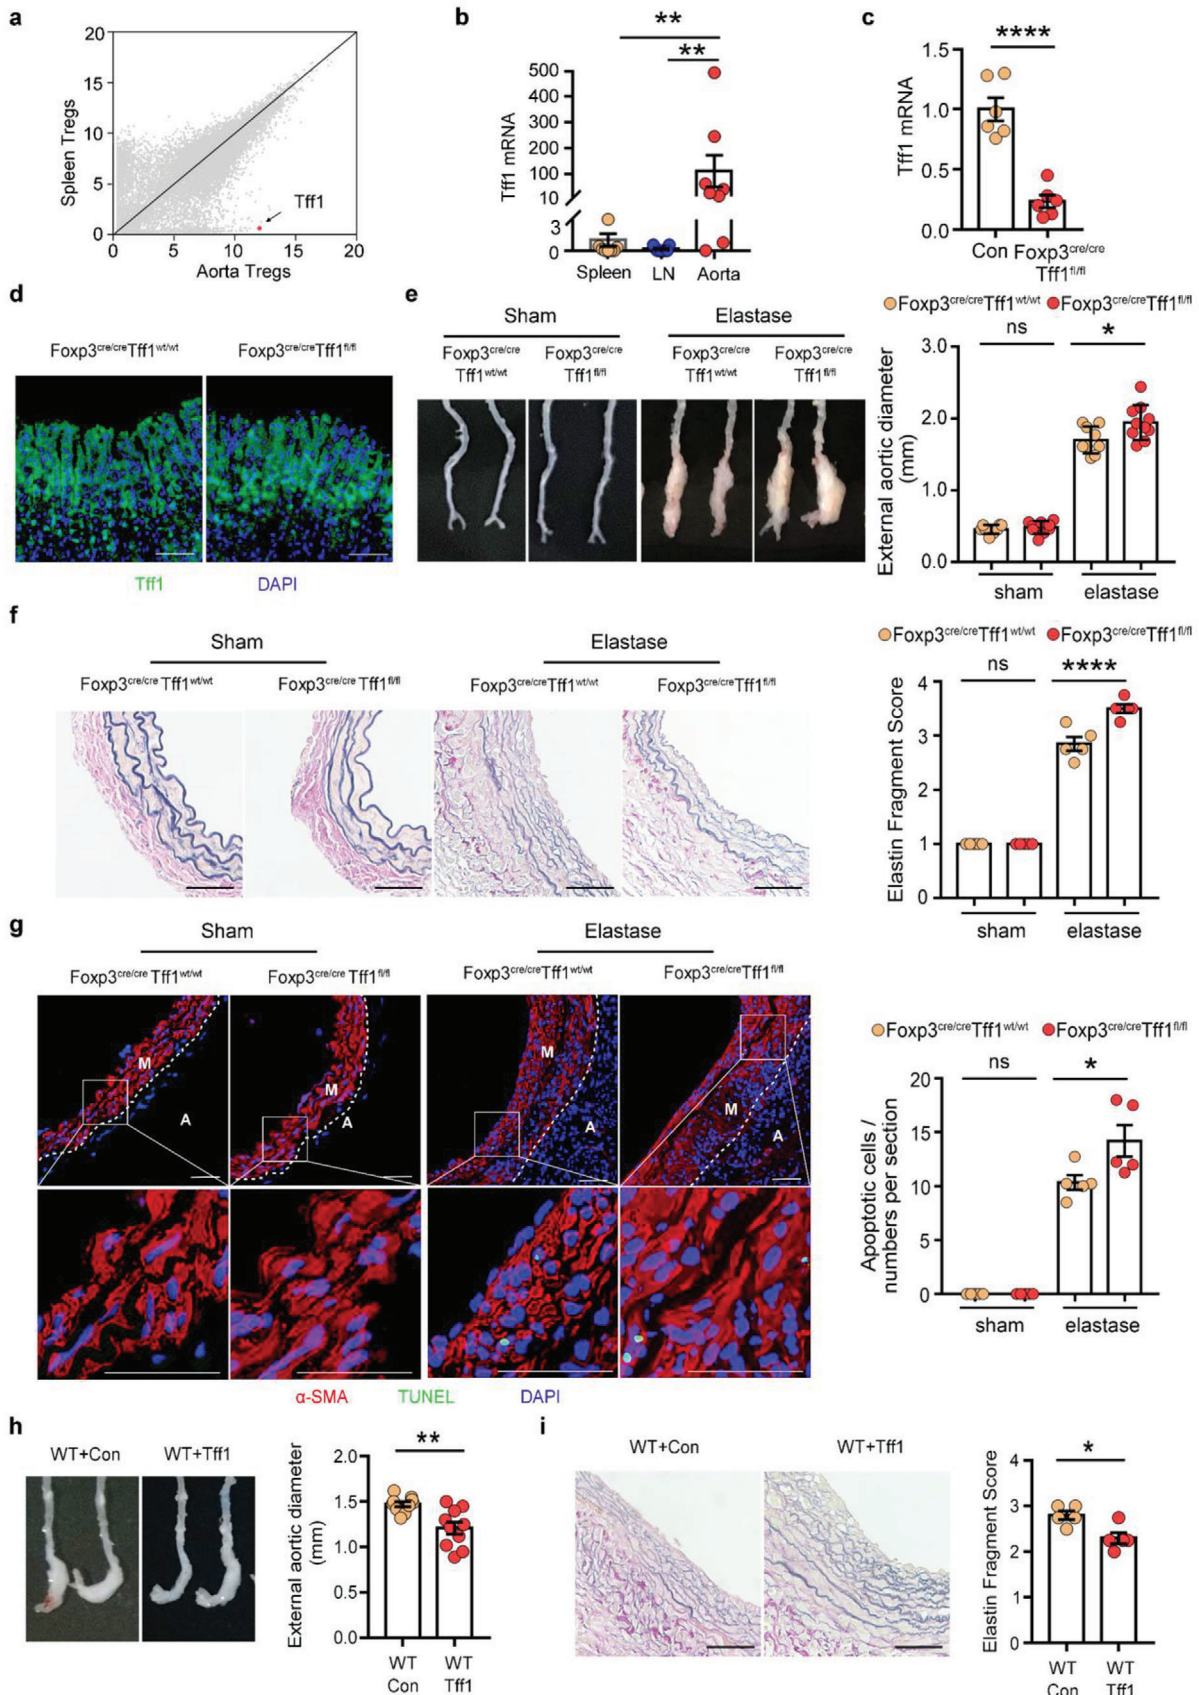 a
20
15
10
5
0
Spleen Tregs
Tff1
0 5 10 15 20
Aorta Tregs
b
**
**
500
400
300
200
100
10
3
0
Tff1 mRNA
Spleen LN Aorta
c
****
1.5
1.0
0.5
0.0
Tff1 mRNA
Con Foxp3cre/cre
Tff1fl/fl
d
Foxp3cre/creTff1wt/wt Foxp3cre/creTff1fl/fl
Tff1 DAPI
e
Sham Elastase
Foxp3cre/cre Foxp3cre/cre Foxp3cre/cre Foxp3cre/cre
Tff1wt/wt Tff1fl/fl Tff1wt/wt Tff1fl/fl
Foxp3cre/creTff1wt/wt Foxp3cre/creTff1fl/fl
ns *
3.0
2.0
1.0
0.0
External aortic diameter
(mm)
sham elastase
f
Sham Elastase
Foxp3cre/cre Tff1wt/wt Foxp3cre/cre Tff1fl/fl Foxp3cre/creTff1wt/wt Foxp3cre/creTff1fl/fl
Foxp3cre/creTff1wt/wt Foxp3cre/creTff1fl/fl
ns ****
4
3
2
1
0
Elastin Fragment Score
sham elastase
g
Sham Elastase
Foxp3cre/cre Tff1wt/wt Foxp3cre/cre Tff1fl/fl Foxp3cre/creTff1wt/wt Foxp3cre/creTff1fl/fl
M A M A M A M A
α-SMA TUNEL DAPI
Foxp3cre/creTff1wt/wt Foxp3cre/creTff1fl/fl
ns *
20
15
10
5
0
Apoptotic cells /
numbers per section
sham elastase
h
WT+Con WT+Tff1
**
2.0
1.5
1.0
0.5
0.0
External aortic diameter
(mm)
WT WT
Con Tff1
i
WT+Con WT+Tff1
*
4
3
2
1
0
Elastin Fragment Score
WT WT
Con Tff1